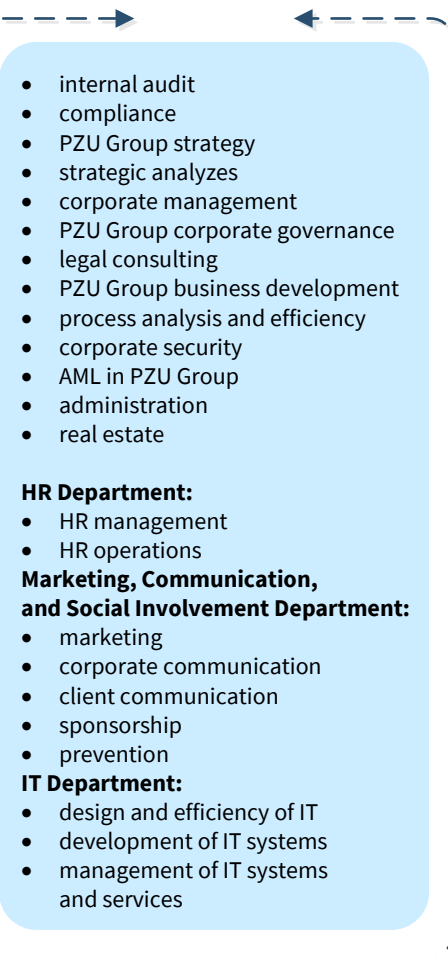 • internal audit
• compliance
• PZU Group strategy
• strategic analyzes
• corporate management
• PZU Group corporate governance
• legal consulting
• PZU Group business development
• process analysis and efficiency
• corporate security
• AML in PZU Group
• administration
• real estate
HR Department:
• HR management
• HR operations
Marketing, Communication,
and Social Involvement Department:
• marketing
• corporate communication
• client communication
• sponsorship
• prevention
IT Department:
• design and efficiency of IT
• development of IT systems
• management of IT systems
and services